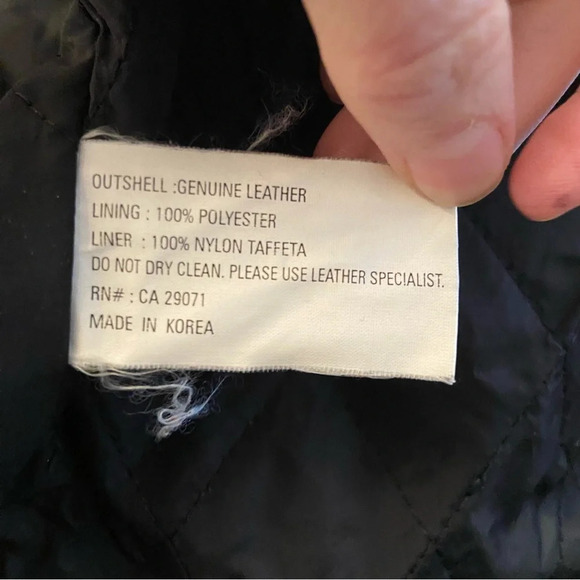 OUTSHELL :GENUINE LEATHER
LINING : 100% POLYESTER
LINER : 100% NYLON TAFFETA
DO NOT DRY CLEAN. PLEASE USE LEATHER SPECIALIST.
RN# : CA 29071
MADE IN KOREA